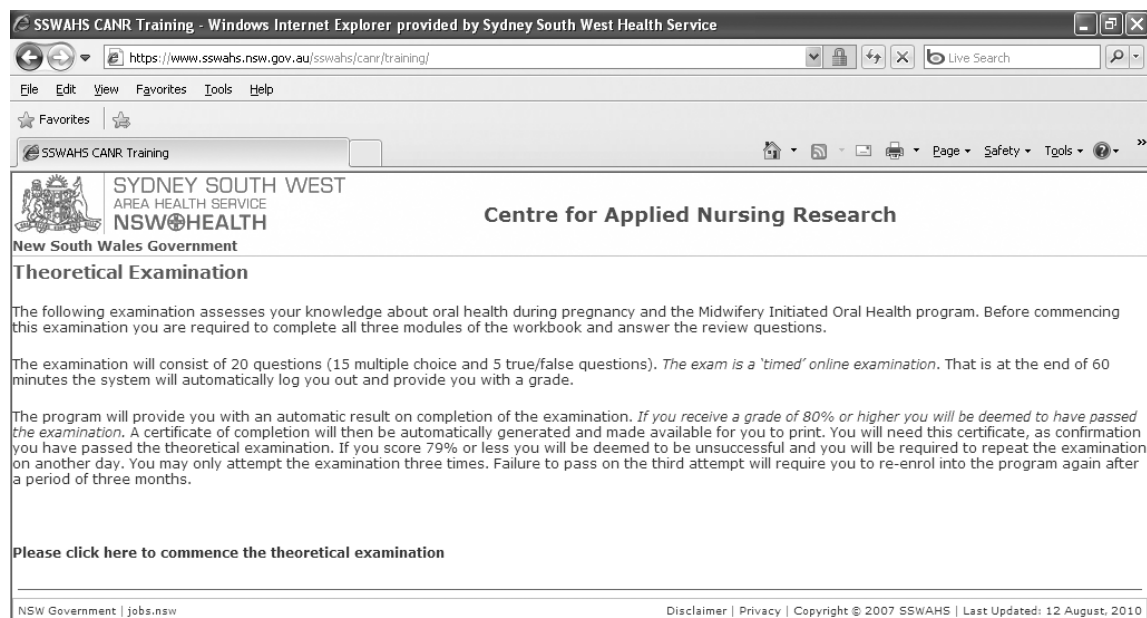 SSWAHS CANR Training - Windows Internet Explorer provided by Sydney South West Health Service
https://www.sswahs.nsw.gov.au/sswahs/canr/training/
Live Search
File Edit View Favorites Tools Help
Favorites
SSWAHS CANR Training
Page Safety Tools
SYDNEY SOUTH WEST
AREA HEALTH SERVICE
NSW HEALTH
New South Wales Government
Centre for Applied Nursing Research
Theoretical Examination
The following examination assesses your knowledge about oral health during pregnancy and the Midwifery Initiated Oral Health program. Before commencing
this examination you are required to complete all three modules of the workbook and answer the review questions.
The examination will consist of 20 questions (15 multiple choice and 5 true/false questions). The exam is a ‘timed’ online examination. That is at the end of 60
minutes the system will automatically log you out and provide you with a grade.
The program will provide you with an automatic result on completion of the examination. If you receive a grade of 80% or higher you will be deemed to have passed
the examination. A certificate of completion will then be automatically generated and made available for you to print. You will need this certificate, as confirmation
you have passed the theoretical examination. If you score 79% or less you will be deemed to be unsuccessful and you will be required to repeat the examination
on another day. You may only attempt the examination three times. Failure to pass on the third attempt will require you to re-enrol into the program again after
a period of three months.
Please click here to commence the theoretical examination
NSW Government | jobs.nsw
Disclaimer | Privacy | Copyright © 2007 SSWAHS | Last Updated: 12 August, 2010